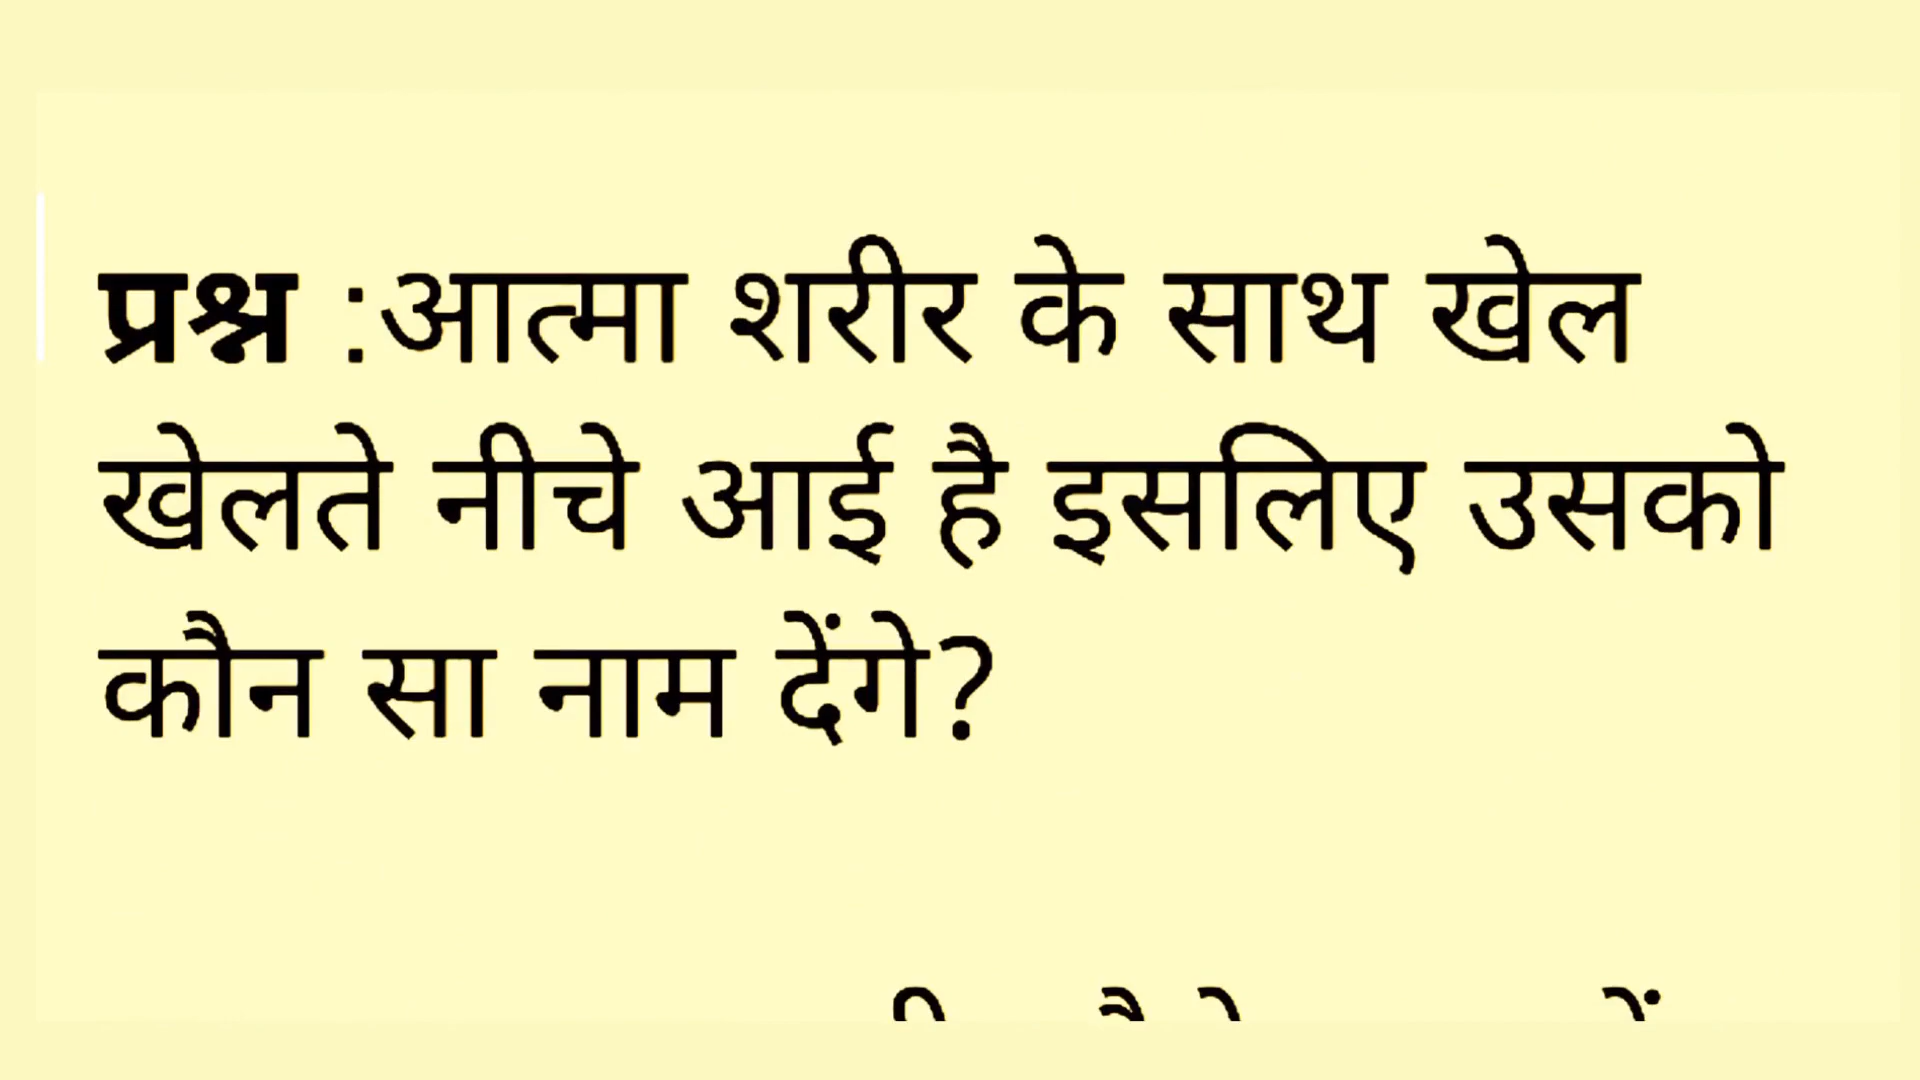 प्रश्न :आत्मा शरीर के साथ खेल
खेलते नीचे आई है इसलिए उसको
कौन सा नाम देंगे?